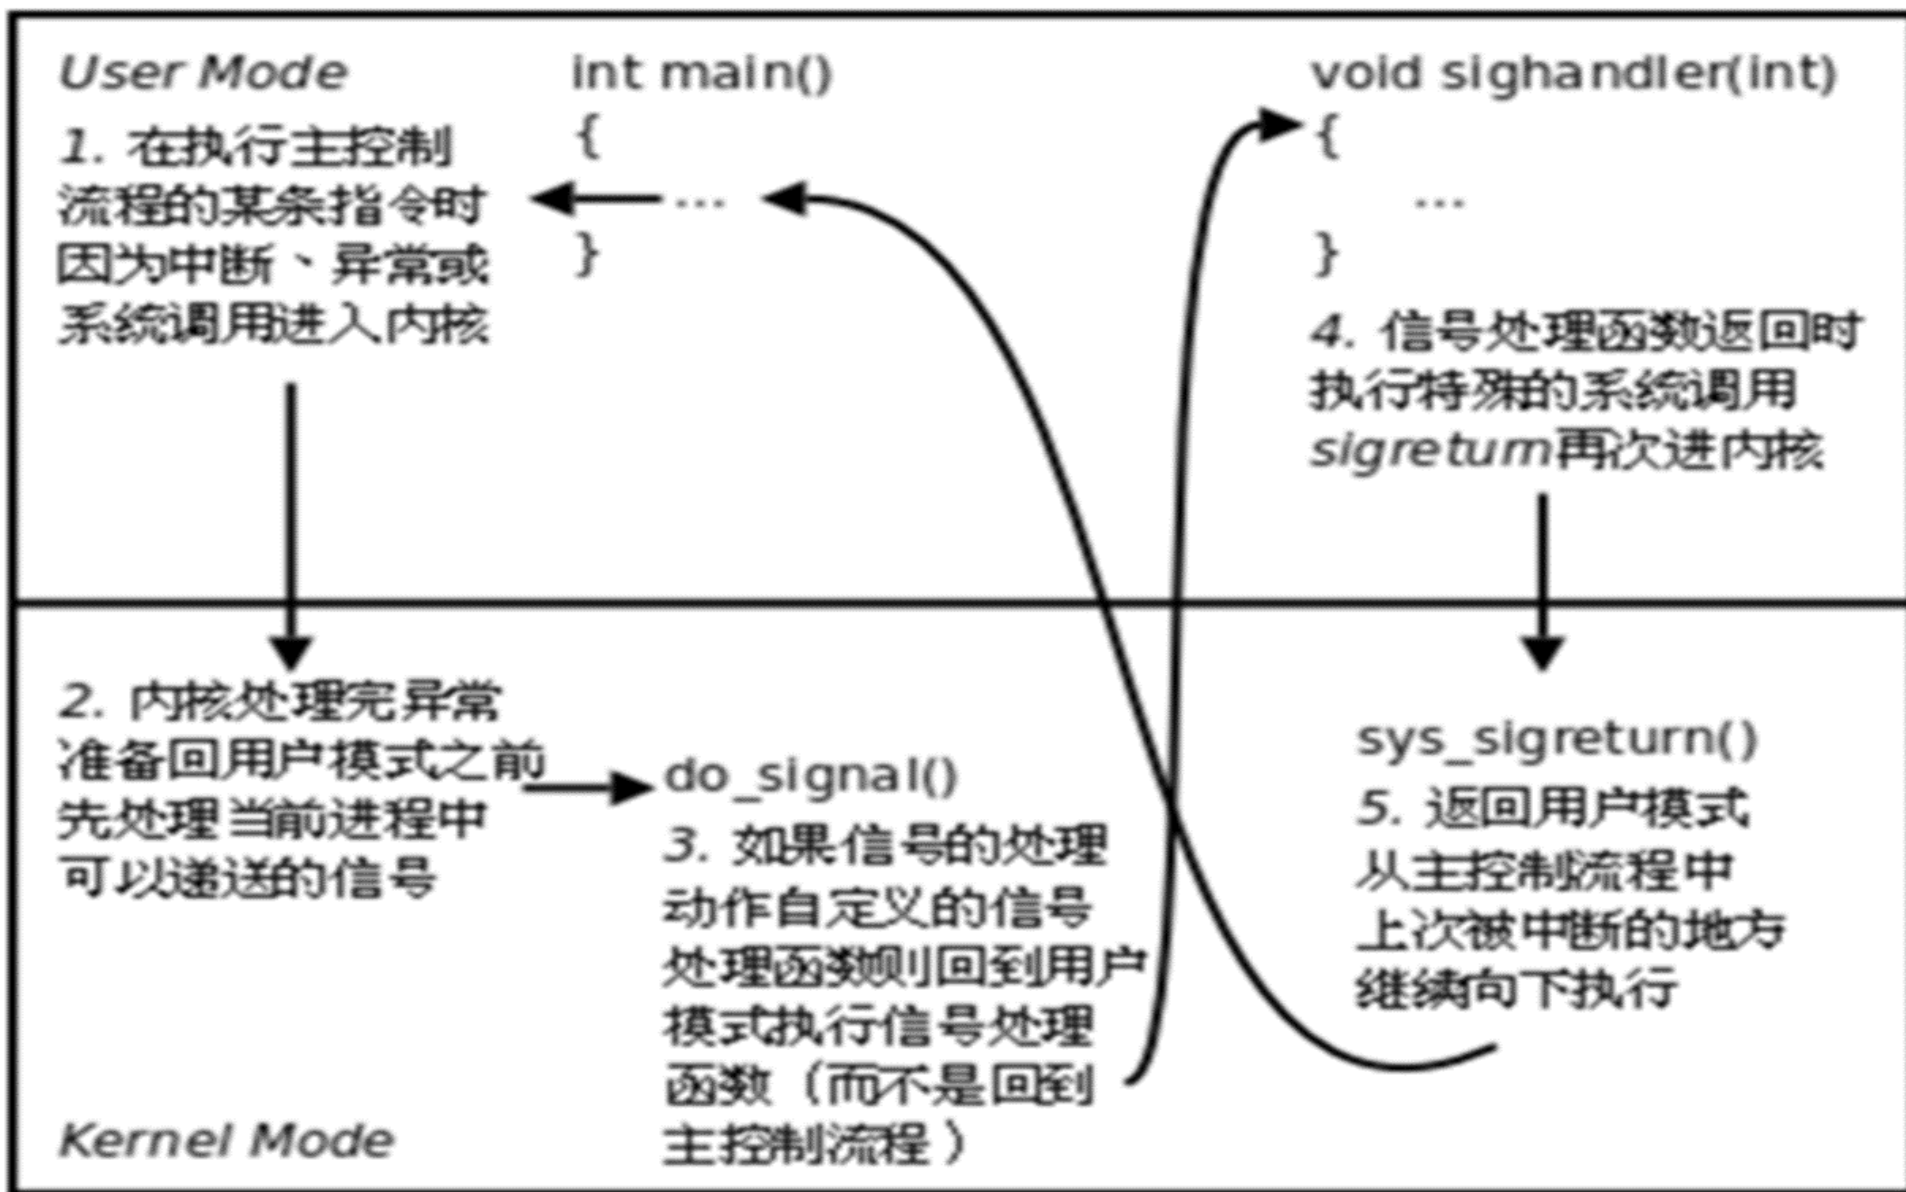 User Mode
1. 在执行主控制
流程的某条指令时
因为中断、异常或
系统调用进入内核
int main()
{
...
}
void sighandler(int)
{
...
}
4. 信号处理函数返回时
执行特殊的系统调用
sigreturn再次进内核
2. 内核处理完异常
准备回用户模式之前
先处理当前进程中
可以递送的信号
do_signal()
3. 如果信号的处理
动作自定义的信号
处理函数则回到用户
模式执行信号处理
函数（而不是回到
主控制流程）
sys_sigreturn()
5. 返回用户模式
从主控制流程中
上次被中断的地方
继续向下执行
Kernel Mode